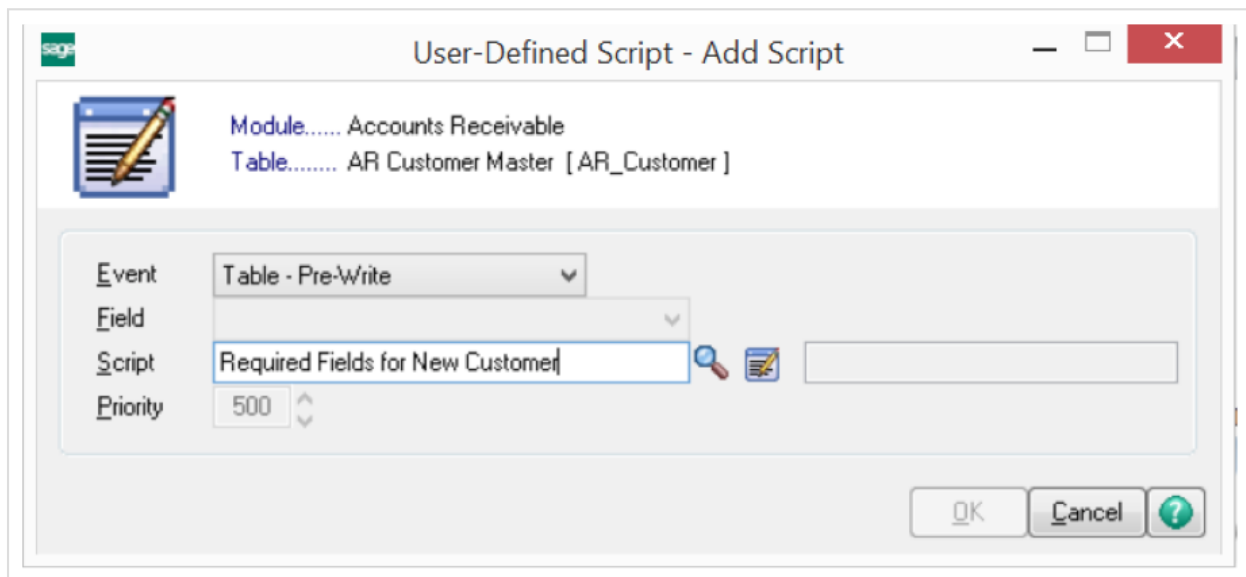 sage
User-Defined Script - Add Script
Module...... Accounts Receivable
Table........ AR Customer Master [ AR_Customer ]
Event Table - Pre-Write
Field
Script Required Fields for New Customer
Priority 500
OK Cancel ?